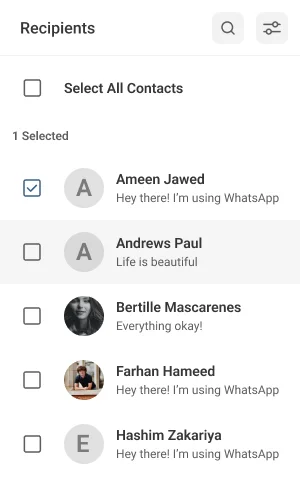 Recipients
Select All Contacts
1 Selected
A
Ameen Jawed
Hey there! I'm using WhatsApp
A
Andrews Paul
Life is beautiful
Bertille Mascarenes
Everything okay!
Farhan Hameed
Hey there! I'm using WhatsApp
E
Hashim Zakariya
Hey there! I'm using WhatsApp